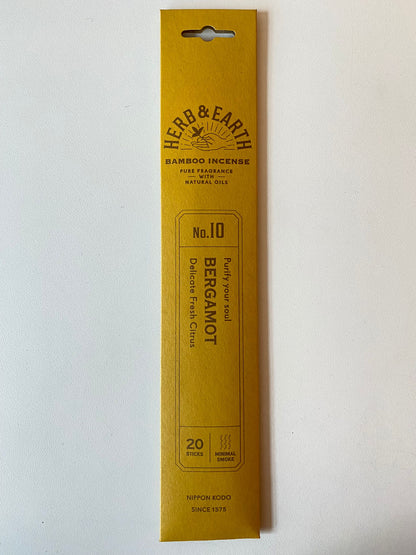 HERB & EARTH
BAMBOO INCENSE
PURE FRAGRANCE
WITH
NATURAL OILS
No.10
Purify your soul
BERGAMOT
Delicate Fresh Citrus
20
STICKS
MINIMAL
SMOKE
NIPPON KODO
SINCE 1575